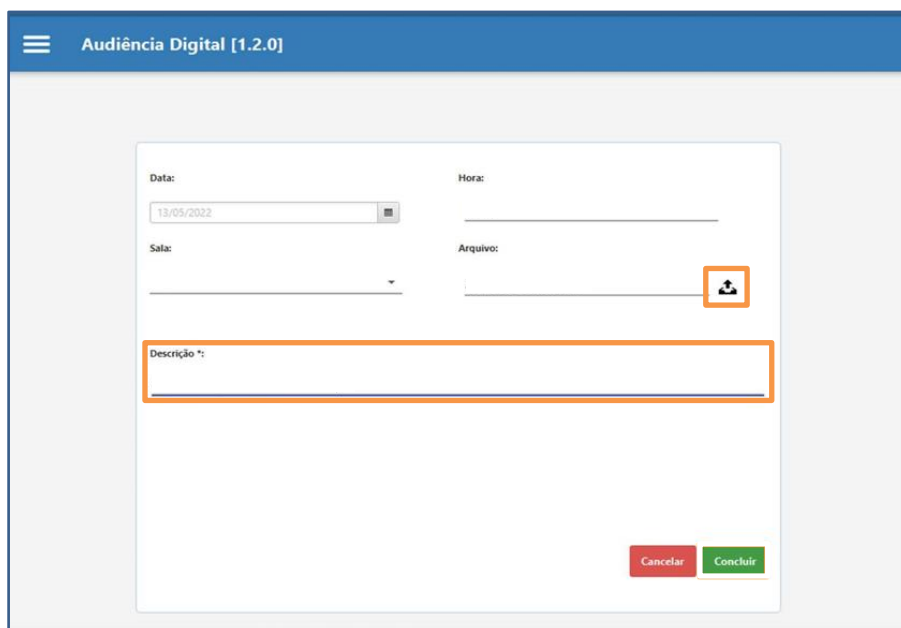 Audiência Digital [1.2.0]
Data: Hora:
13/05/2022
Sala: Arquivo:
Descrição *:
Cancelar Concluir